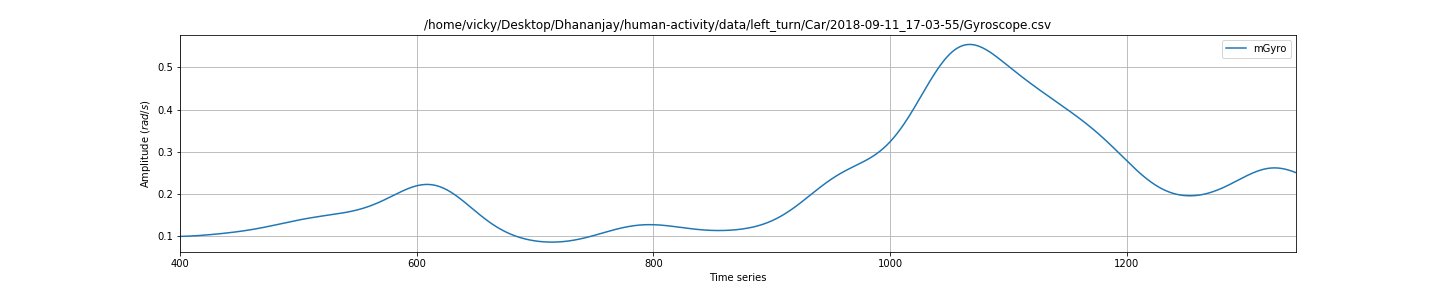 /home/vicky/Desktop/Dhananjay/human-activity/data/left_turn/Car/2018-09-11_17-03-55/Gyroscope.csv
mGyro
Amplitude (rad/s)
0.5
0.4
0.3
0.2
0.1
400 600 800 1000 1200
Time series